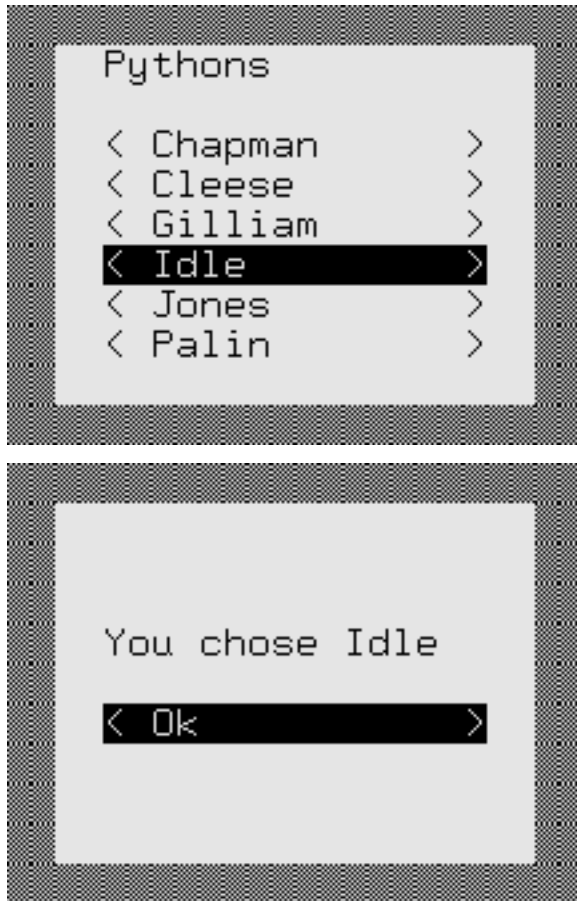 Pythons
< Chapman >
< Cleese >
< Gilliam >
< Idle >
< Jones >
< Palin >
You chose Idle
< Ok >